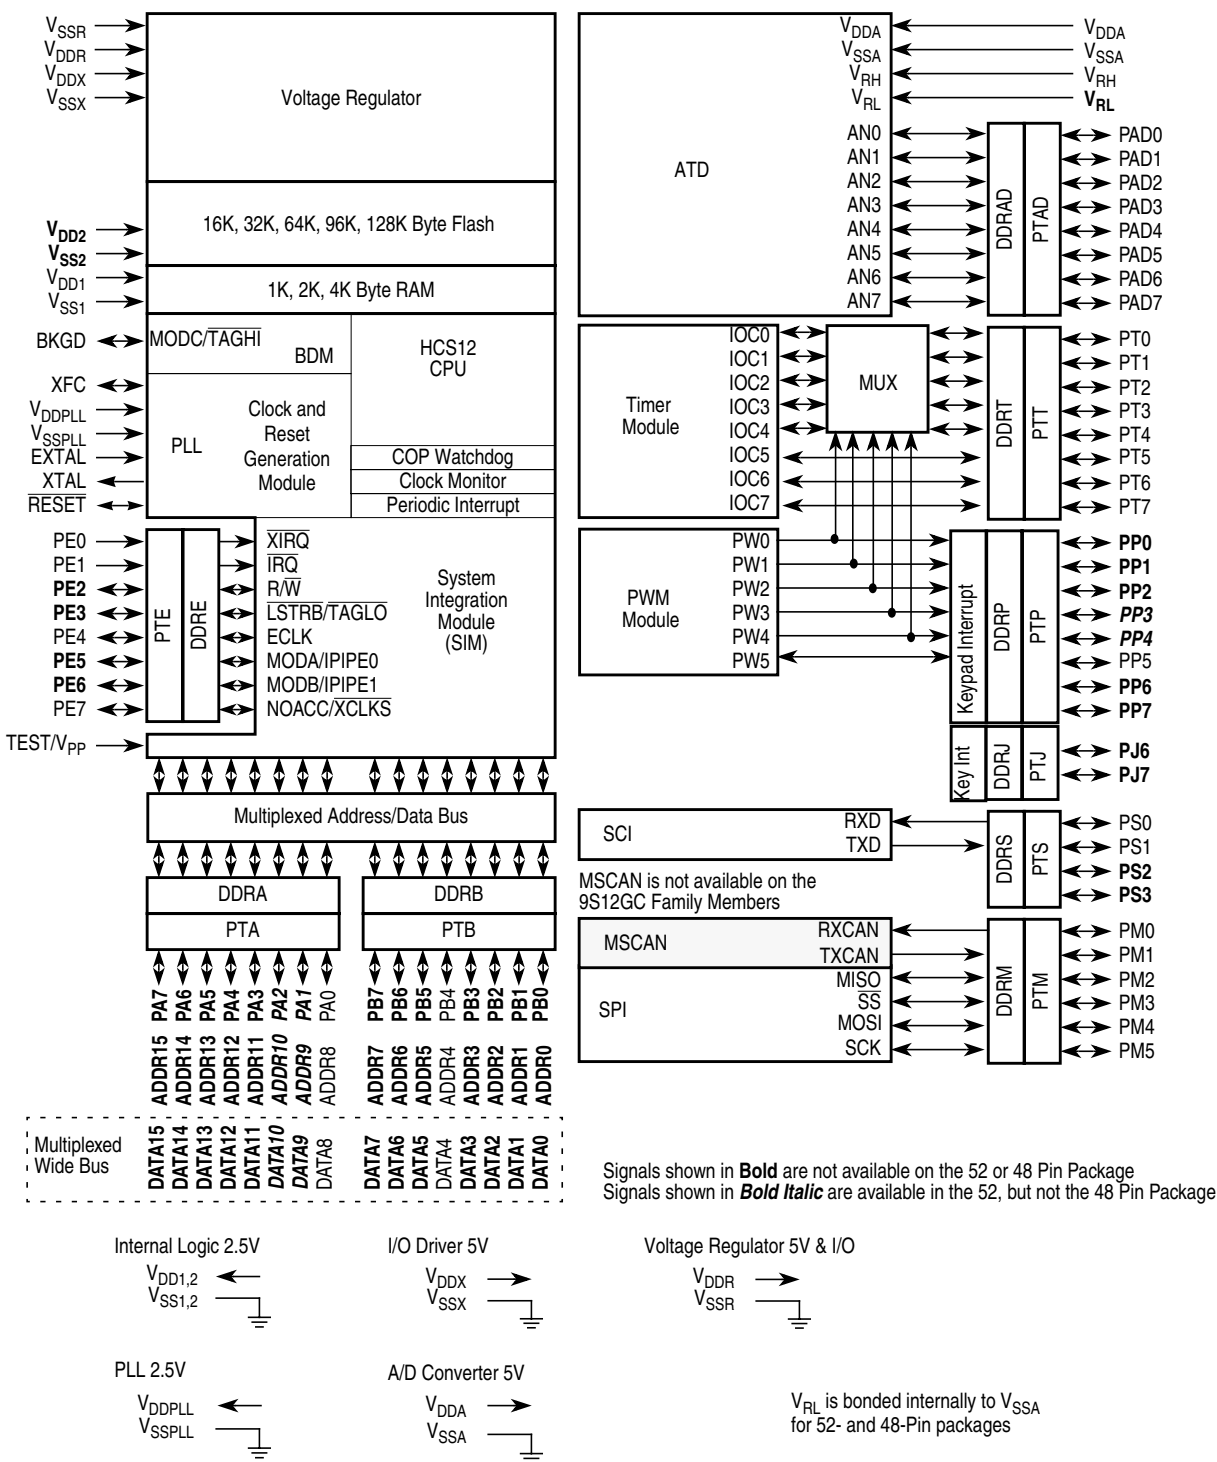 VSSR
VDDR
VDDX
VSSX
Voltage Regulator
16K, 32K, 64K, 96K, 128K Byte Flash
VDD2
VSS2
VDD1
VSS1
1K, 2K, 4K Byte RAM
BKGD
MODC/TAGHI
BDM
HCS12
CPU
XFC
VDDPLL
VSSPLL
EXTAL
XTAL
RESET
PLL
Clock and
Reset
Generation
Module
COP Watchdog
Clock Monitor
Periodic Interrupt
PE0
PE1
PE2
PE3
PE4
PE5
PE6
PE7
PTE
DDRE
XIRQ
IRQ
R/W
LSTRB/TAGLO
ECLK
MODA/IPIPE0
MODB/IPIPE1
NOACC/XCLKS
System
Integration
Module
(SIM)
TEST/VPP
Multiplexed Address/Data Bus
DDRA
DDRB
PTA
PTB
PA7
PA6
PA5
PA4
PA3
PA2
PA1
PA0
PB7
PB6
PB5
PB4
PB3
PB2
PB1
PB0
ADDR15
ADDR14
ADDR13
ADDR12
ADDR11
ADDR10
ADDR9
ADDR8
ADDR7
ADDR6
ADDR5
ADDR4
ADDR3
ADDR2
ADDR1
ADDR0
Multiplexed
Wide Bus
DATA15
DATA14
DATA13
DATA12
DATA11
DATA10
DATA9
DATA8
DATA7
DATA6
DATA5
DATA4
DATA3
DATA2
DATA1
DATA0
ATD
VDDA
VSSA
VRH
VRL
VDDA
VSSA
VRH
VRL
AN0
AN1
AN2
AN3
AN4
AN5
AN6
AN7
DDRAD
PTAD
PAD0
PAD1
PAD2
PAD3
PAD4
PAD5
PAD6
PAD7
Timer
Module
IOC0
IOC1
IOC2
IOC3
IOC4
IOC5
IOC6
IOC7
MUX
DDRT
PTT
PT0
PT1
PT2
PT3
PT4
PT5
PT6
PT7
PWM
Module
PW0
PW1
PW2
PW3
PW4
PW5
Keypad Interrupt
DDRP
PTP
PP0
PP1
PP2
PP3
PP4
PP5
PP6
PP7
Key Int
DDRJ
PTJ
PJ6
PJ7
SCI
RXD
TXD
DDRS
PTS
PS0
PS1
PS2
PS3
MSCAN is not available on the
9S12GC Family Members
MSCAN
RXCAN
TXCAN
SPI
MISO
SS
MOSI
SCK
DDRM
PTM
PM0
PM1
PM2
PM3
PM4
PM5
Signals shown in Bold are not available on the 52 or 48 Pin Package
Signals shown in Bold Italic are available in the 52, but not the 48 Pin Package
Internal Logic 2.5V
VDD1,2
VSS1,2
I/O Driver 5V
VDDX
VSSX
Voltage Regulator 5V & I/O
VDDR
VSSR
PLL 2.5V
VDDPLL
VSSPLL
A/D Converter 5V
VDDA
VSSA
VRL is bonded internally to VSSA
for 52- and 48-Pin packages